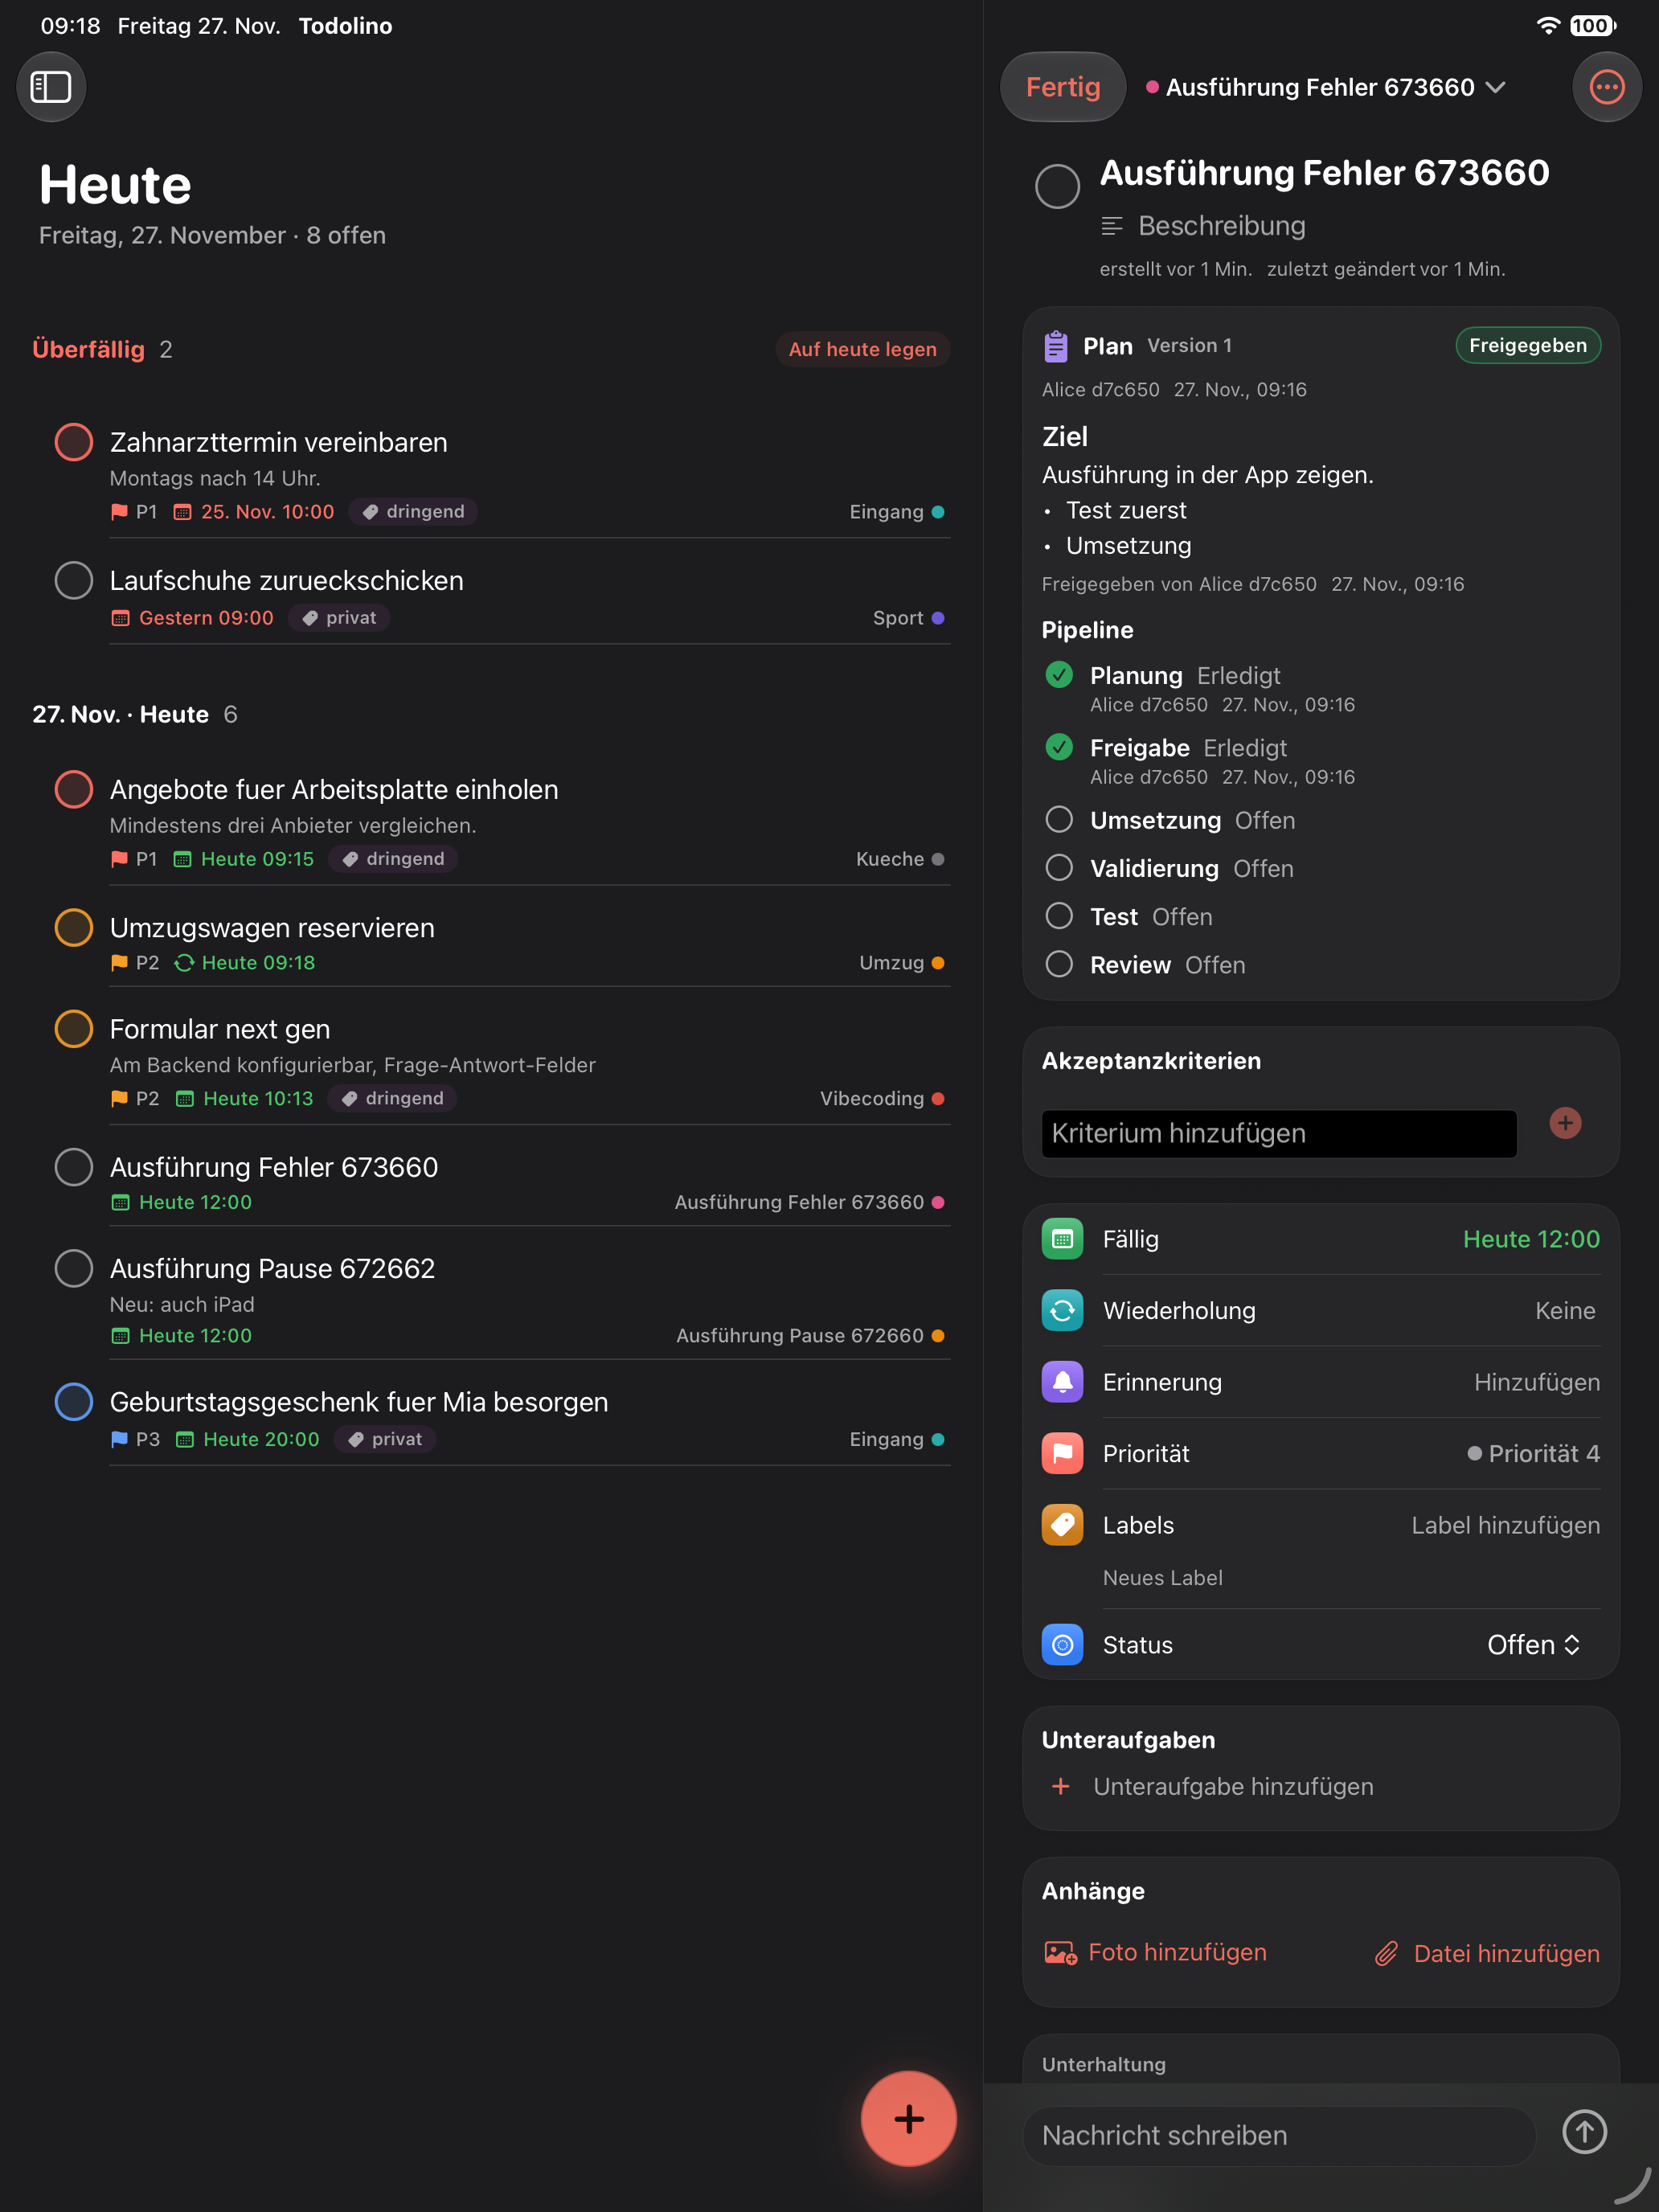 09:18 Freitag 27. Nov. Todolino
100
Heute
Freitag, 27. November · 8 offen
Überfällig 2
Auf heute legen
Zahnarzttermin vereinbaren
Montags nach 14 Uhr.
P1 25. Nov. 10:00 dringend Eingang
Laufschuhe zurueckschicken
Gestern 09:00 privat Sport
27. Nov. · Heute 6
Angebote fuer Arbeitsplatte einholen
Mindestens drei Anbieter vergleichen.
P1 Heute 09:15 dringend Kueche
Umzugswagen reservieren
P2 Heute 09:18 Umzug
Formular next gen
Am Backend konfigurierbar, Frage-Antwort-Felder
P2 Heute 10:13 dringend Vibecoding
Ausführung Fehler 673660
Heute 12:00 Ausführung Fehler 673660
Ausführung Pause 672662
Neu: auch iPad
Heute 12:00 Ausführung Pause 672660
Geburtstagsgeschenk fuer Mia besorgen
P3 Heute 20:00 privat Eingang
Fertig
Ausführung Fehler 673660
Ausführung Fehler 673660
Beschreibung
erstellt vor 1 Min. zuletzt geändert vor 1 Min.
Plan Version 1 Freigegeben
Alice d7c650 27. Nov., 09:16
Ziel
Ausführung in der App zeigen.
• Test zuerst
• Umsetzung
Freigegeben von Alice d7c650 27. Nov., 09:16
Pipeline
Planung Erledigt
Alice d7c650 27. Nov., 09:16
Freigabe Erledigt
Alice d7c650 27. Nov., 09:16
Umsetzung Offen
Validierung Offen
Test Offen
Review Offen
Akzeptanzkriterien
Kriterium hinzufügen
Fällig Heute 12:00
Wiederholung Keine
Erinnerung Hinzufügen
Priorität Priorität 4
Labels Label hinzufügen
Neues Label
Status Offen
Unteraufgaben
Unteraufgabe hinzufügen
Anhänge
Foto hinzufügen Datei hinzufügen
Unterhaltung
Nachricht schreiben